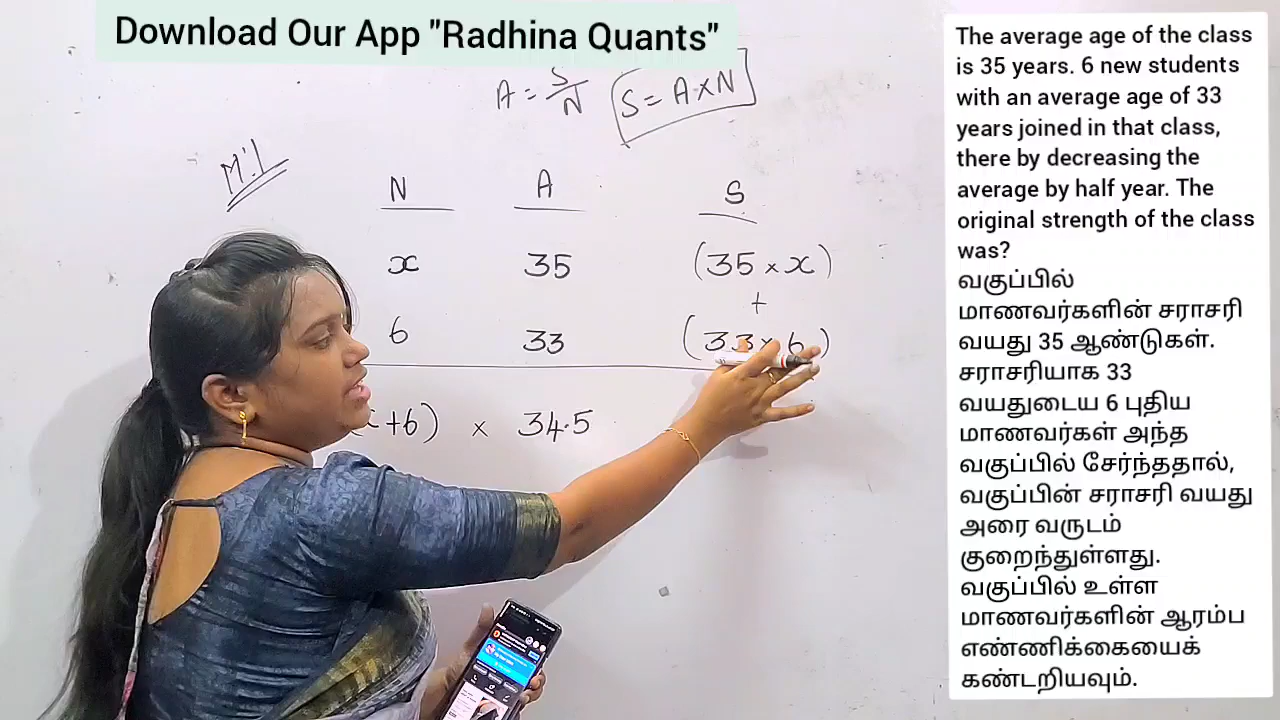 Download Our App "Radhina Quants"
A = S/N S = A×N
M:1
N A S
x 35 (35 × x)
+
6 33 (33 × 6)
+6) × 34.5
The average age of the class
is 35 years. 6 new students
with an average age of 33
years joined in that class,
there by decreasing the
average by half year. The
original strength of the class
was?
வகுப்பில்
மாணவர்களின் சராசரி
வயது 35 ஆண்டுகள்.
சராசரியாக 33
வயதுடைய 6 புதிய
மாணவர்கள் அந்த
வகுப்பில் சேர்ந்ததால்,
வகுப்பின் சராசரி வயது
அரை வருடம்
குறைந்துள்ளது.
வகுப்பில் உள்ள
மாணவர்களின் ஆரம்ப
எண்ணிக்கையைக்
கண்டறியவும்.